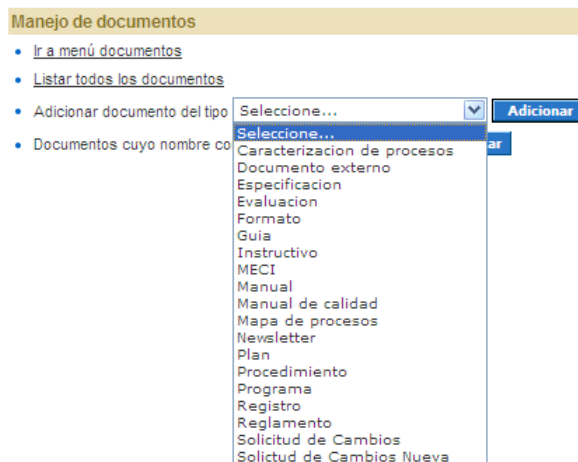 Manejo de documentos
Ir a menú documentos
Listar todos los documentos
Adicionar documento del tipo Seleccione... Adicionar
Seleccione...
Documentos cuyo nombre co ar
Caracterizacion de procesos
Documento externo
Especificacion
Evaluacion
Formato
Guia
Instructivo
MECI
Manual
Manual de calidad
Mapa de procesos
Newsletter
Plan
Procedimiento
Programa
Registro
Reglamento
Solicitud de Cambios
Solictud de Cambios Nueva